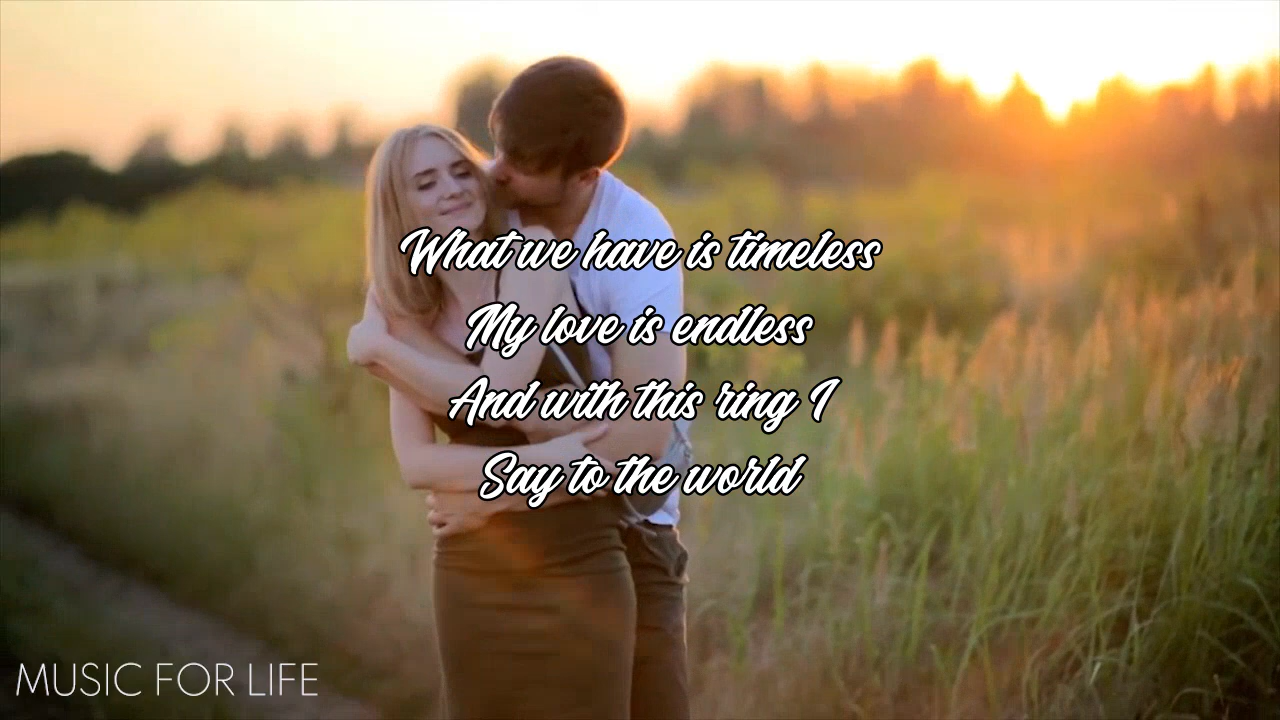 What we have is timeless
My love is endless
And with this ring I
Say to the world
MUSIC FOR LIFE